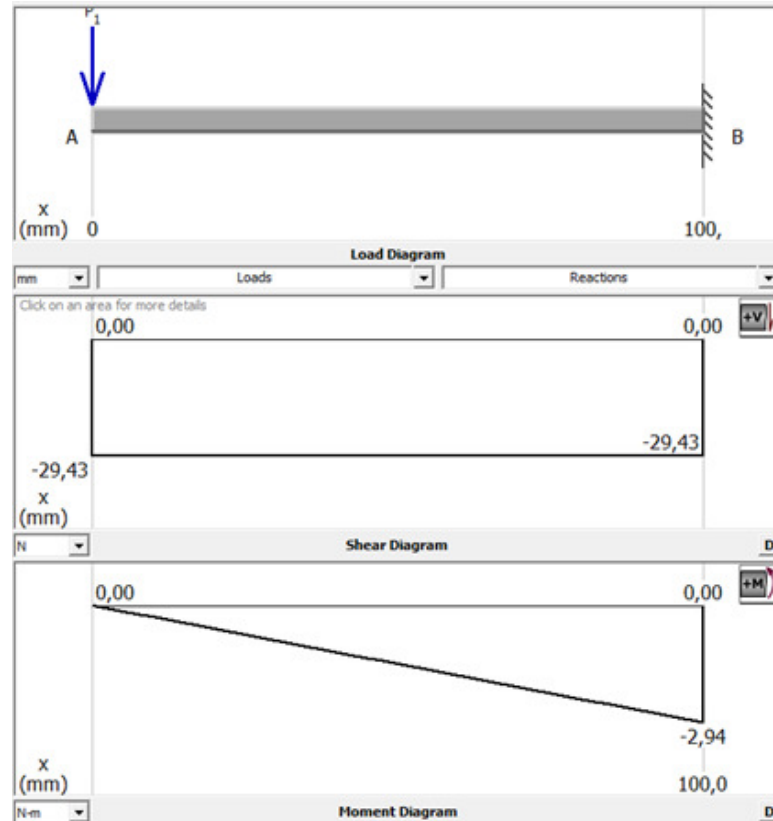 P1
A
B
x
(mm) 0 100,
Load Diagram
mm Loads Reactions
Click on an area for more details
0,00 0,00 +V
-29,43
-29,43
x
(mm)
N Shear Diagram D
0,00 0,00 +M
-2,94
x
(mm) 100,0
N-m Moment Diagram D